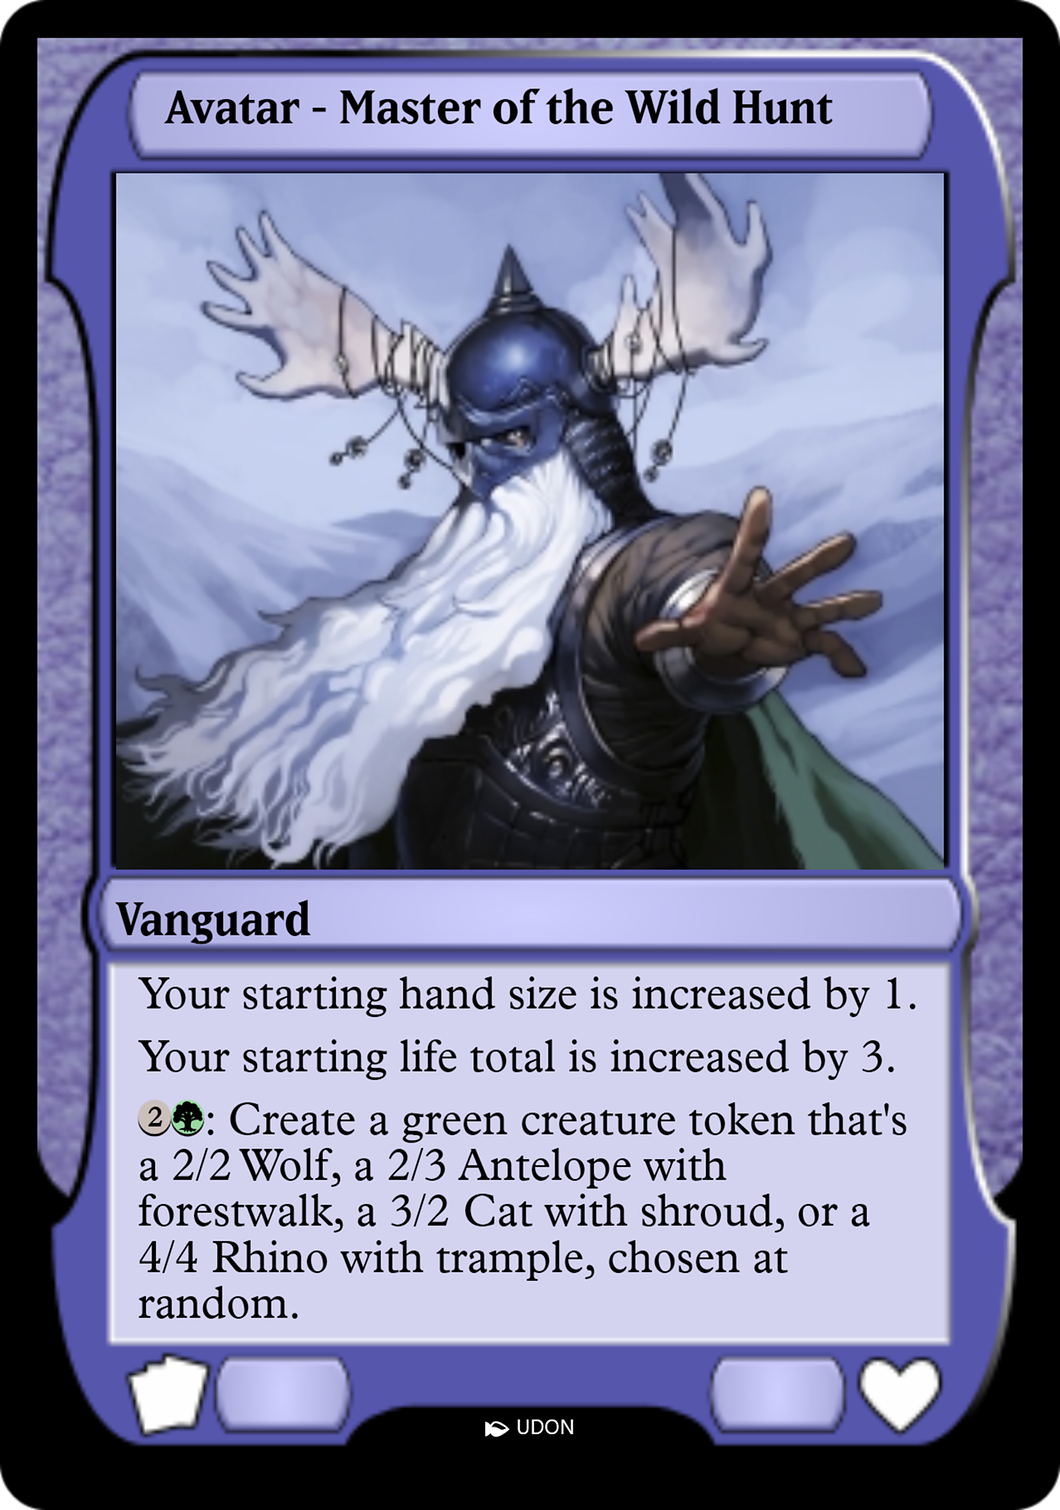 Avatar - Master of the Wild Hunt
Vanguard
Your starting hand size is increased by 1.
Your starting life total is increased by 3.
2: Create a green creature token that's
a 2/2 Wolf, a 2/3 Antelope with
forestwalk, a 3/2 Cat with shroud, or a
4/4 Rhino with trample, chosen at
random.
UDON